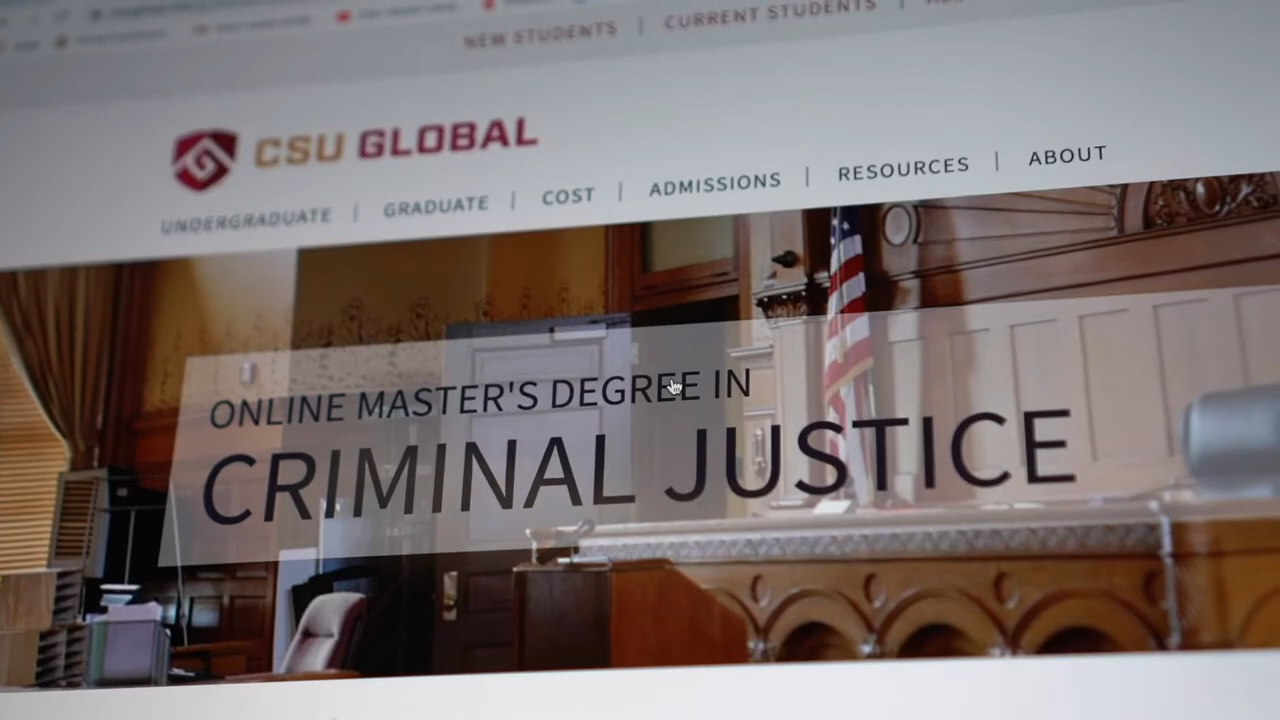 NEW STUDENTS | CURRENT STUDENTS |
CSU GLOBAL
UNDERGRADUATE | GRADUATE | COST | ADMISSIONS | RESOURCES | ABOUT
ONLINE MASTER'S DEGREE IN
CRIMINAL JUSTICE